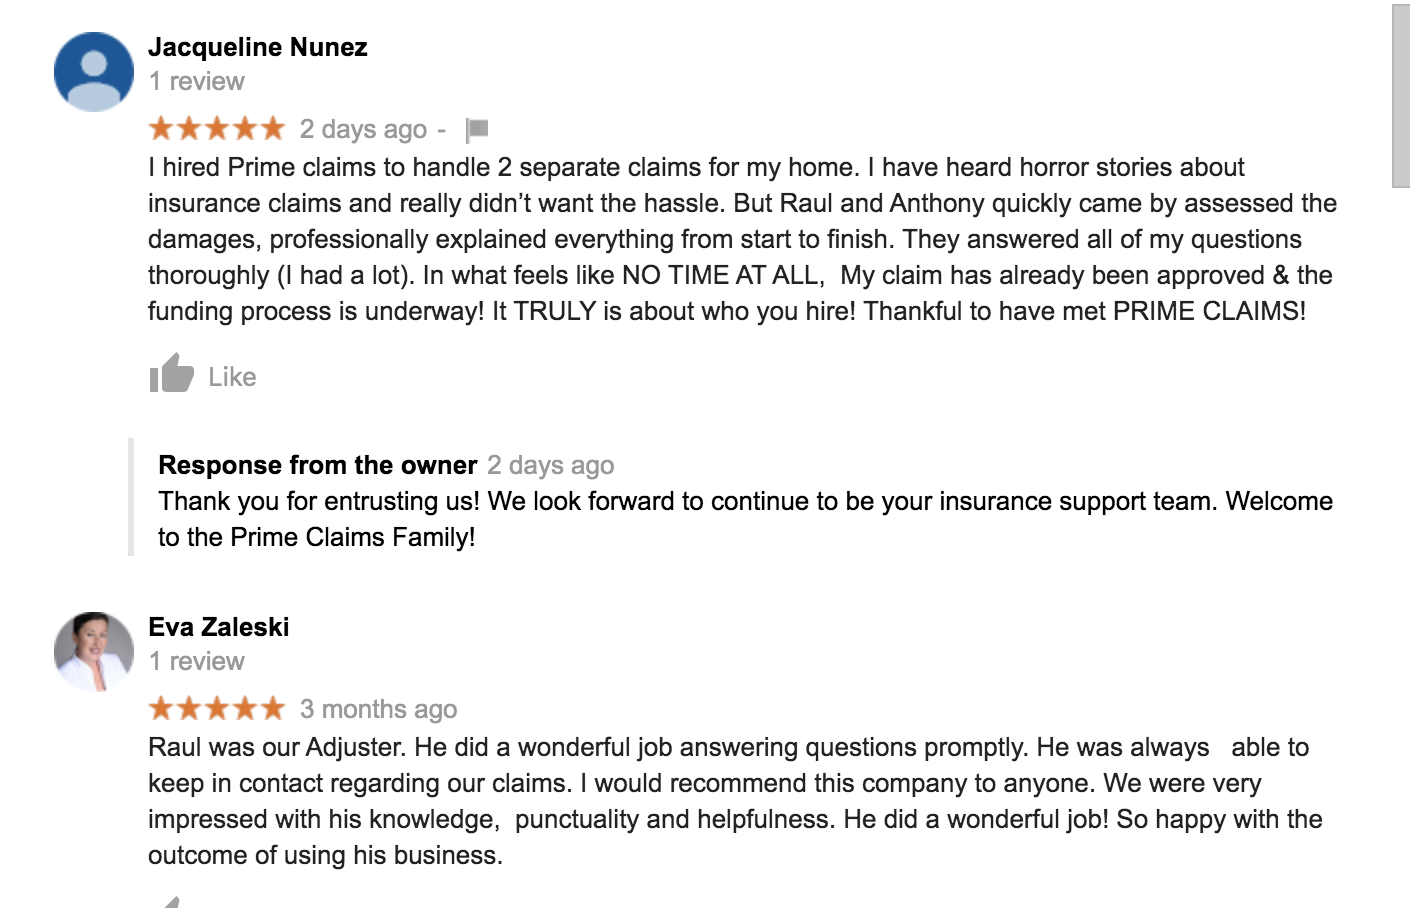 Jacqueline Nunez
1 review
2 days ago -
I hired Prime claims to handle 2 separate claims for my home. I have heard horror stories about
insurance claims and really didn’t want the hassle. But Raul and Anthony quickly came by assessed the
damages, professionally explained everything from start to finish. They answered all of my questions
thoroughly (I had a lot). In what feels like NO TIME AT ALL,  My claim has already been approved & the
funding process is underway! It TRULY is about who you hire! Thankful to have met PRIME CLAIMS!
Like
Response from the owner 2 days ago
Thank you for entrusting us! We look forward to continue to be your insurance support team. Welcome
to the Prime Claims Family!
Eva Zaleski
1 review
3 months ago
Raul was our Adjuster. He did a wonderful job answering questions promptly. He was always   able to
keep in contact regarding our claims. I would recommend this company to anyone. We were very
impressed with his knowledge,  punctuality and helpfulness. He did a wonderful job! So happy with the
outcome of using his business.